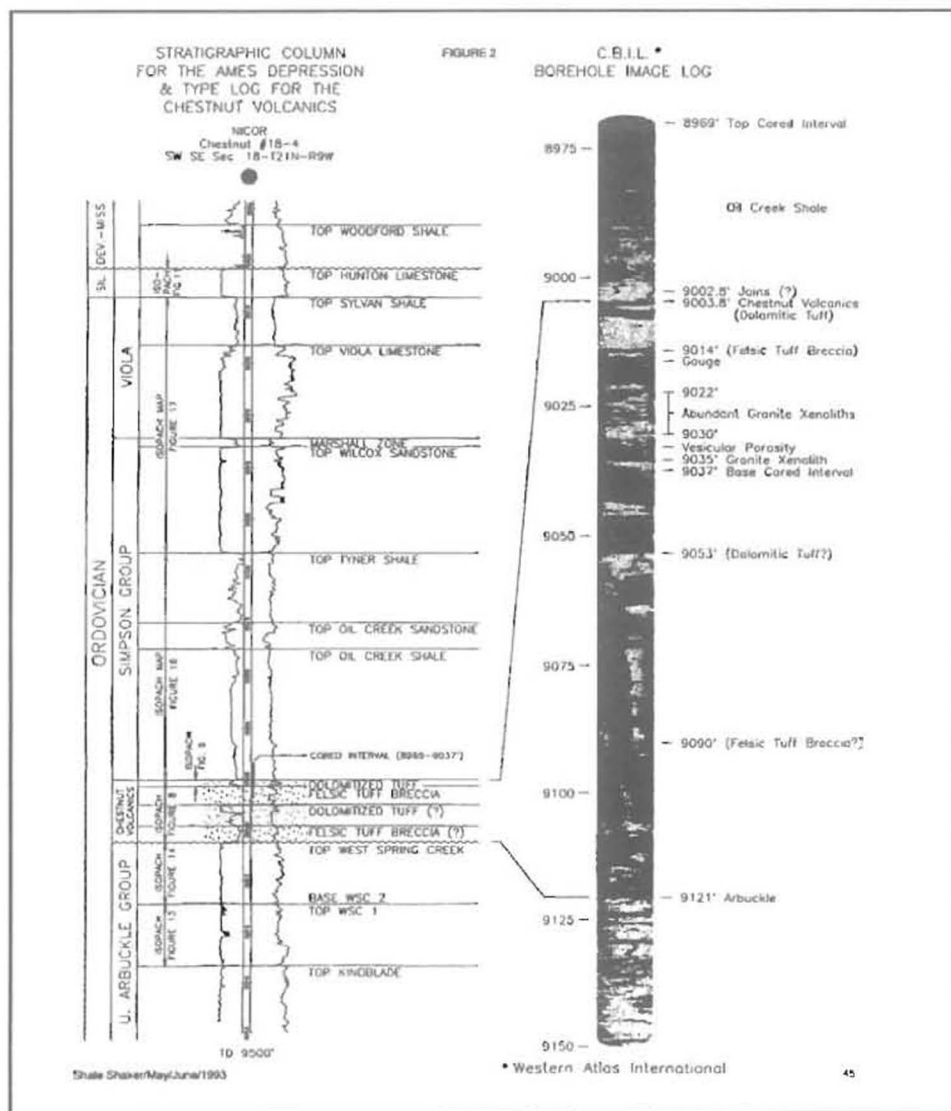 STRATIGRAPHIC COLUMN
FOR THE AMES DEPRESSION
& TYPE LOG FOR THE
CHESTNUT VOLCANICS
NICOR
Chestnut #18-4
SW SE Sec 18-T21N-R9W
FIGURE 2
C.B.I.L. *
BOREHOLE IMAGE LOG
DEV.-MISS
SIL
VIOLA
ORDOVICIAN
SIMPSON GROUP
CHESTNUT
VOLCANICS
U. ARBUCKLE GROUP
ISO-
PACH
FIG 11
ISOPACH MAP
FIGURE 17
ISOPACH MAP
FIGURE 16
ISOPACH
FIG.
ISOPACH
FIGURE 8
ISOPACH
FIGURE 14
ISOPACH
FIGURE 13
TOP WOODFORD SHALE
TOP HUNTON LIMESTONE
TOP SYLVAN SHALE
TOP VIOLA LIMESTONE
MARSHALL ZONE
TOP WILCOX SANDSTONE
TOP TYNER SHALE
TOP OIL CREEK SANDSTONE
TOP OIL CREEK SHALE
CORED INTERVAL (8969-9037')
DOLOMITIZED TUFF
FELSIC TUFF BRECCIA
DOLOMITIZED TUFF (?)
FELSIC TUFF BRECCIA (?)
TOP WEST SPRING CREEK
BASE WSC 2
TOP WSC 1
TOP KINDBLADE
TD 9500'
8975
9000
9025
9050
9075
9100
9125
9150
8969' Top Cored Interval
Oil Creek Shale
9002.8' Joins (?)
9003.8' Chestnut Volcanics
(Dolomitic Tuff)
9014' (Felsic Tuff Breccia)
Gouge
9022'
Abundant Granite Xenoliths
9030'
Vesicular Porosity
9035' Granite Xenolith
9037' Base Cored Interval
9053' (Dolomitic Tuff?)
9090' (Felsic Tuff Breccia?)
9121' Arbuckle
* Western Atlas International
Shale Shaker/May/June/1993
45